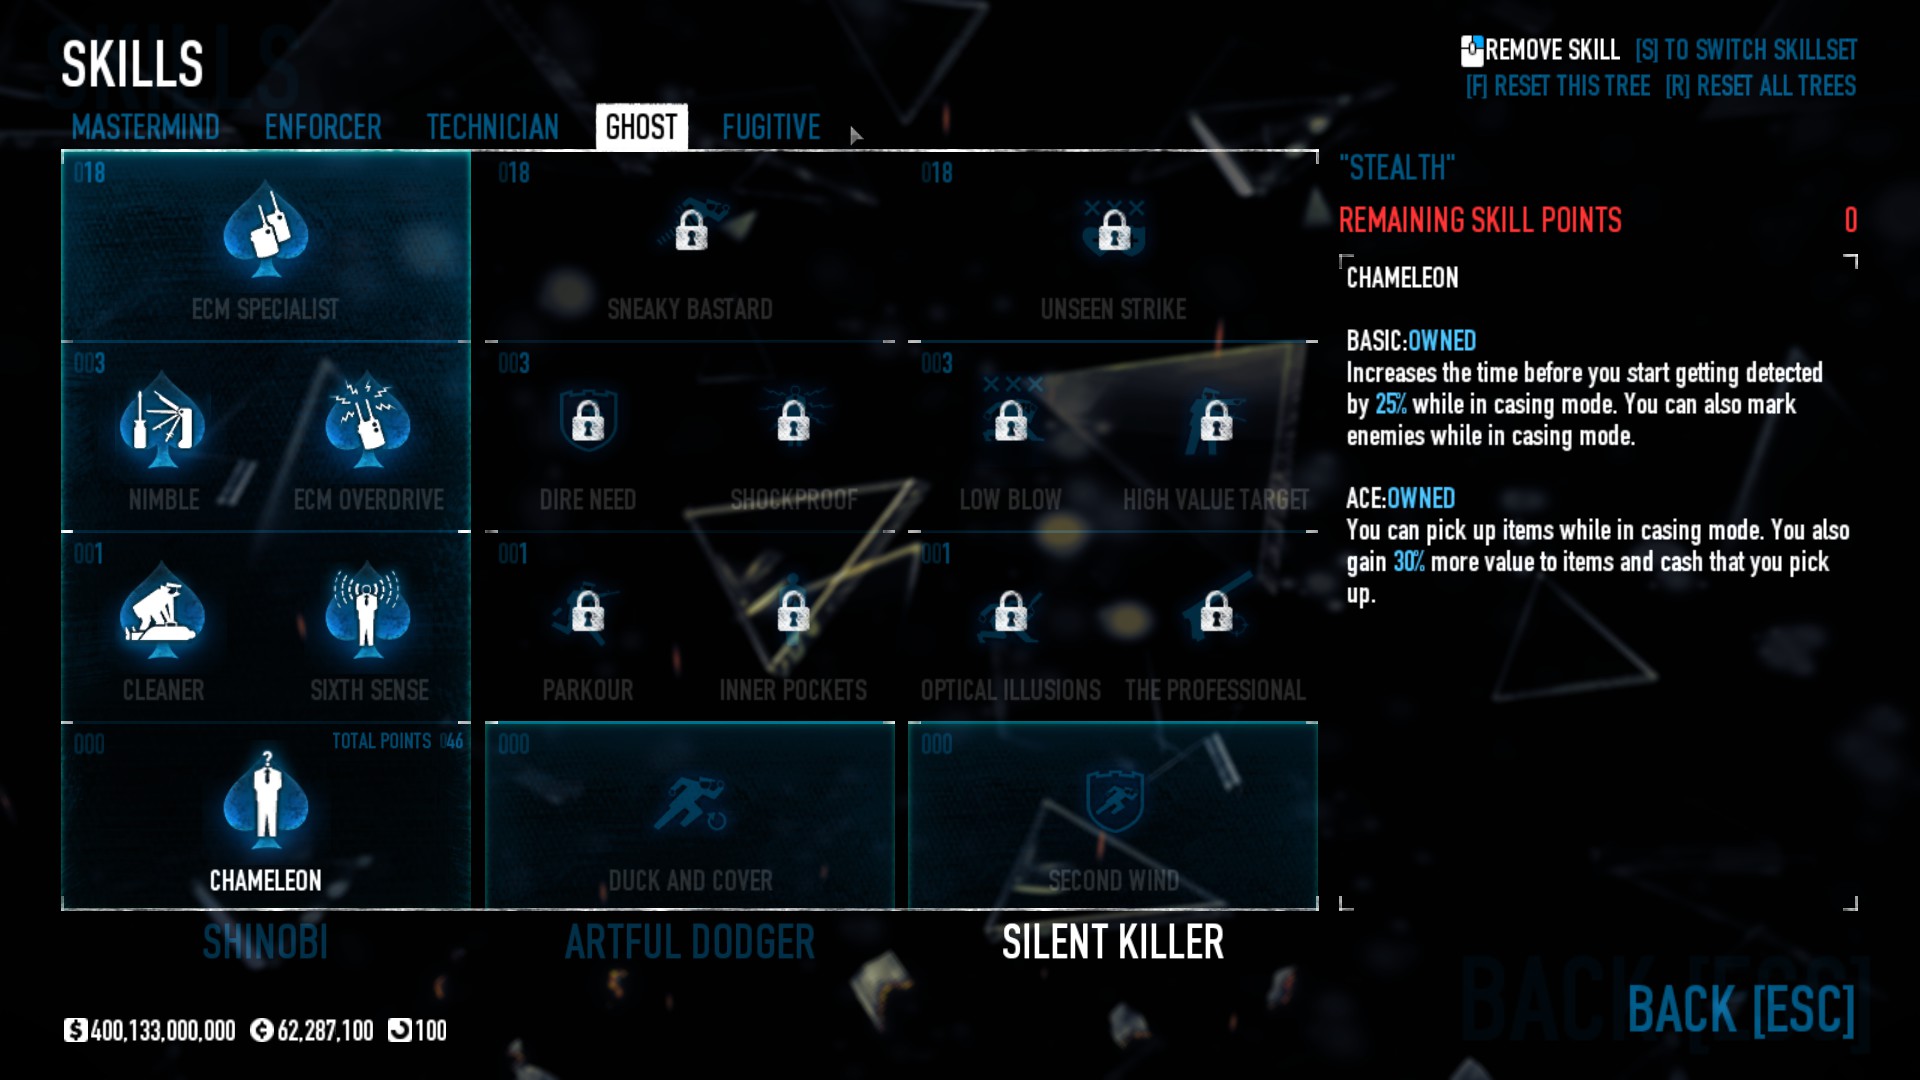 SKILLS
REMOVE SKILL [S] TO SWITCH SKILLSET
[F] RESET THIS TREE [R] RESET ALL TREES
MASTERMIND ENFORCER TECHNICIAN GHOST FUGITIVE
"STEALTH"
REMAINING SKILL POINTS 0
018 018 018
ECM SPECIALIST SNEAKY BASTARD UNSEEN STRIKE
003 003 003
NIMBLE ECM OVERDRIVE DIRE NEED SHOCKPROOF LOW BLOW HIGH VALUE TARGET
001 001 001
CLEANER SIXTH SENSE PARKOUR INNER POCKETS OPTICAL ILLUSIONS THE PROFESSIONAL
000 TOTAL POINTS 046 000 000
CHAMELEON DUCK AND COVER SECOND WIND
SHINOBI ARTFUL DODGER SILENT KILLER
CHAMELEON
BASIC:OWNED
Increases the time before you start getting detected
by 25% while in casing mode. You can also mark
enemies while in casing mode.
ACE:OWNED
You can pick up items while in casing mode. You also
gain 30% more value to items and cash that you pick
up.
400,133,000,000 62,287,100 100
BACK [ESC]